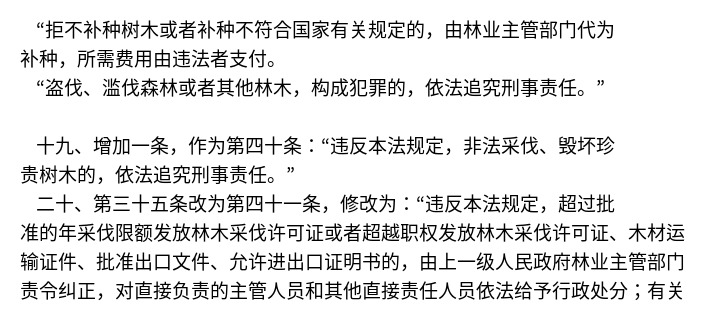 “拒不补种树木或者补种不符合国家有关规定的，由林业主管部门代为
补种，所需费用由违法者支付。
“盗伐、滥伐森林或者其他林木，构成犯罪的，依法追究刑事责任。”
十九、增加一条，作为第四十条：“违反本法规定，非法采伐、毁坏珍
贵树木的，依法追究刑事责任。”
二十、第三十五条改为第四十一条，修改为：“违反本法规定，超过批
准的年采伐限额发放林木采伐许可证或者超越职权发放林木采伐许可证、木材运
输证件、批准出口文件、允许进出口证明书的，由上一级人民政府林业主管部门
责令纠正，对直接负责的主管人员和其他直接责任人员依法给予行政处分；有关